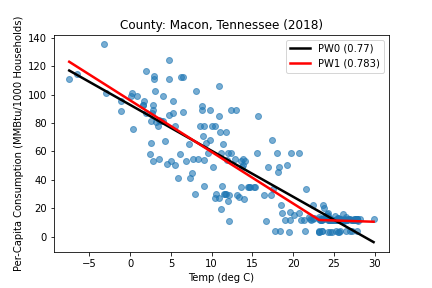 County: Macon, Tennessee (2018)
PW0 (0.77)
PW1 (0.783)
Per-Capita Consumption (MMBtu/1000 Households)
140
120
100
80
60
40
20
0
−5 0 5 10 15 20 25 30
Temp (deg C)